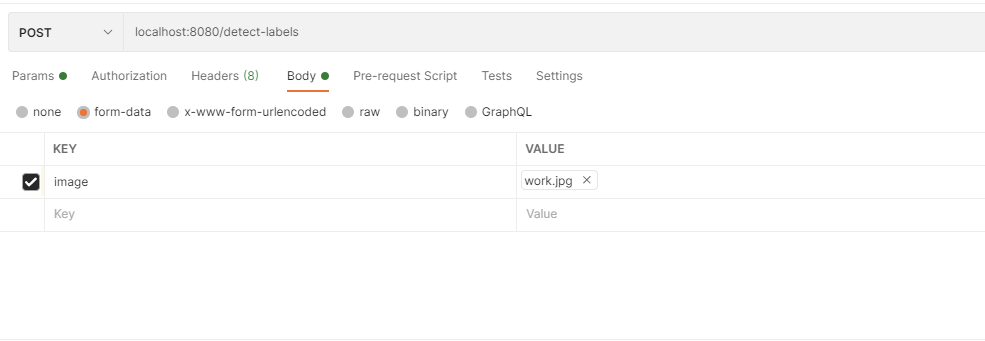 POST localhost:8080/detect-labels
Params Authorization Headers (8) Body Pre-request Script Tests Settings
none form-data x-www-form-urlencoded raw binary GraphQL
KEY VALUE
image work.jpg
Key Value